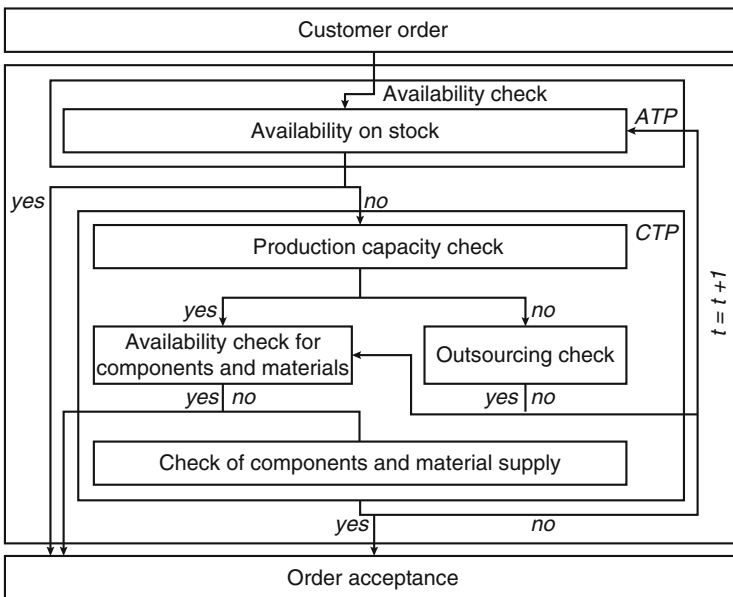 Customer order
Availability check
Availability on stock
ATP
yes
no
CTP
Production capacity check
t = t +1
yes
no
Availability check for
components and materials
Outsourcing check
yes no
yes no
Check of components and material supply
yes
no
Order acceptance